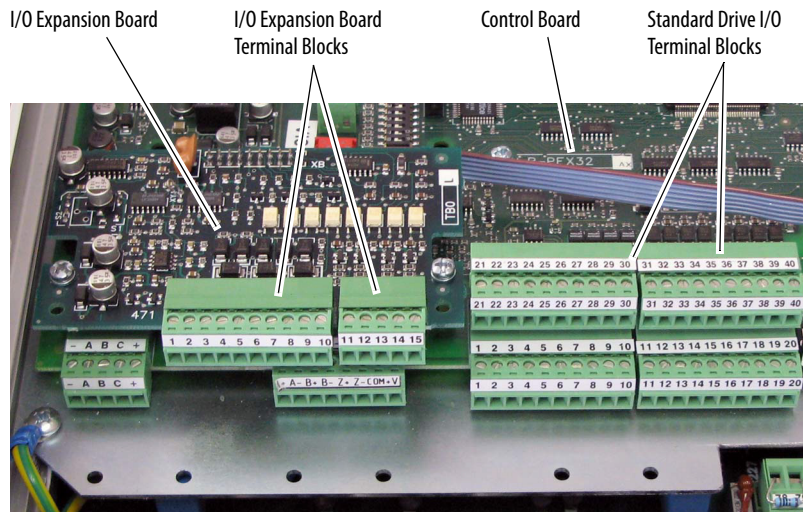 I/O Expansion Board
I/O Expansion Board
Terminal Blocks
Control Board
Standard Drive I/O
Terminal Blocks
XB
PFX32
AX
TBO
L
471
21 22 23 24 25 26 27 28 29 30
31 32 33 34 35 36 37 38 39 40
21 22 23 24 25 26 27 28 29 30
31 32 33 34 35 36 37 38 39 40
1 2 3 4 5 6 7 8 9 10
11 12 13 14 15
1 2 3 4 5 6 7 8 9 10
11 12 13 14 15 16 17 18 19 20
- A B C +
- A B C +
A- B+ B- Z+ Z- COM +V
1 2 3 4 5 6 7 8 9 10
11 12 13 14 15 16 17 18 19 20